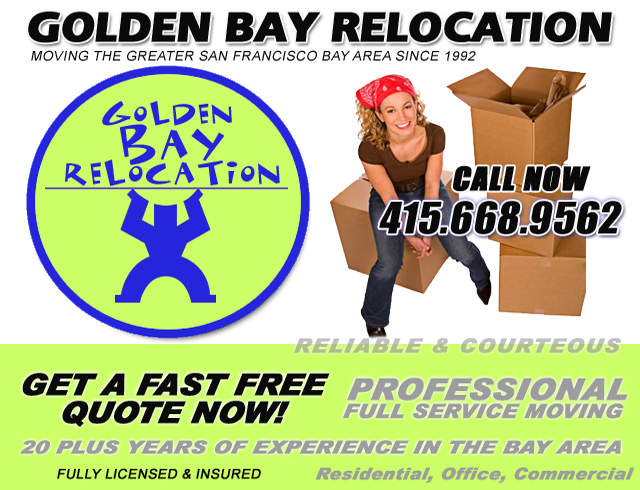 GOLDEN BAY RELOCATION
MOVING THE GREATER SAN FRANCISCO BAY AREA SINCE 1992
GOLDEN
BAY
RELOCATION
CALL NOW
415.668.9562
RELIABLE & COURTEOUS
GET A FAST FREE
QUOTE NOW!
PROFESSIONAL
FULL SERVICE MOVING
20 PLUS YEARS OF EXPERIENCE IN THE BAY AREA
FULLY LICENSED & INSURED
Residential, Office, Commercial